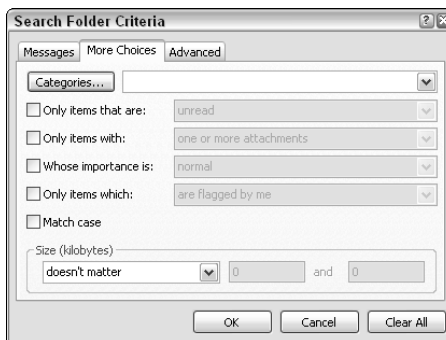 Search Folder Criteria
Messages More Choices Advanced
Categories...
Only items that are: unread
Only items with: one or more attachments
Whose importance is: normal
Only items which: are flagged by me
Match case
Size (kilobytes)
doesn't matter 0 and 0
OK Cancel Clear All